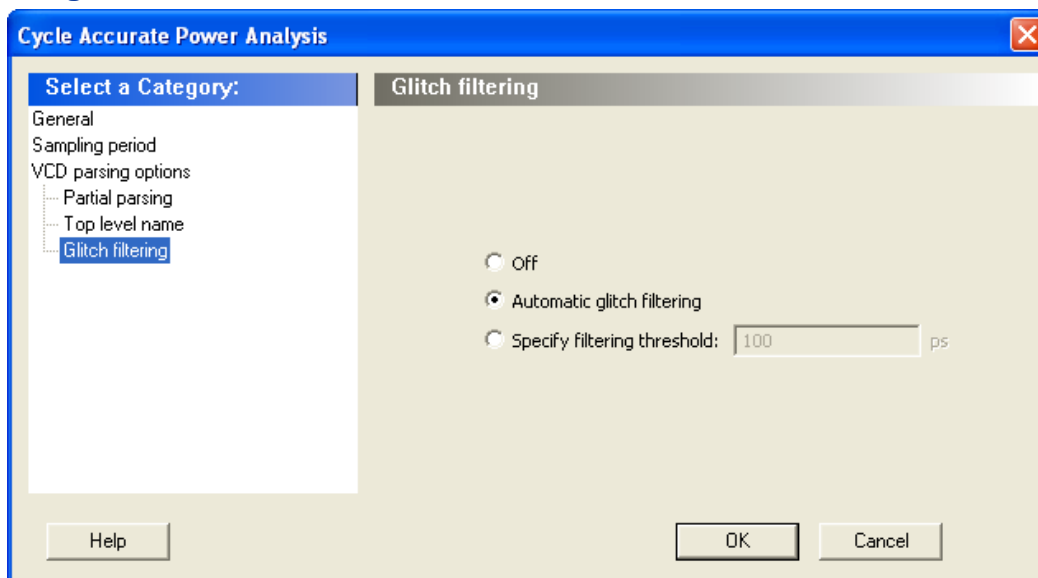 Cycle Accurate Power Analysis
Select a Category:
General
Sampling period
VCD parsing options
Partial parsing
Top level name
Glitch filtering
Glitch filtering
Off
Automatic glitch filtering
Specify filtering threshold: 100 ps
Help
OK
Cancel